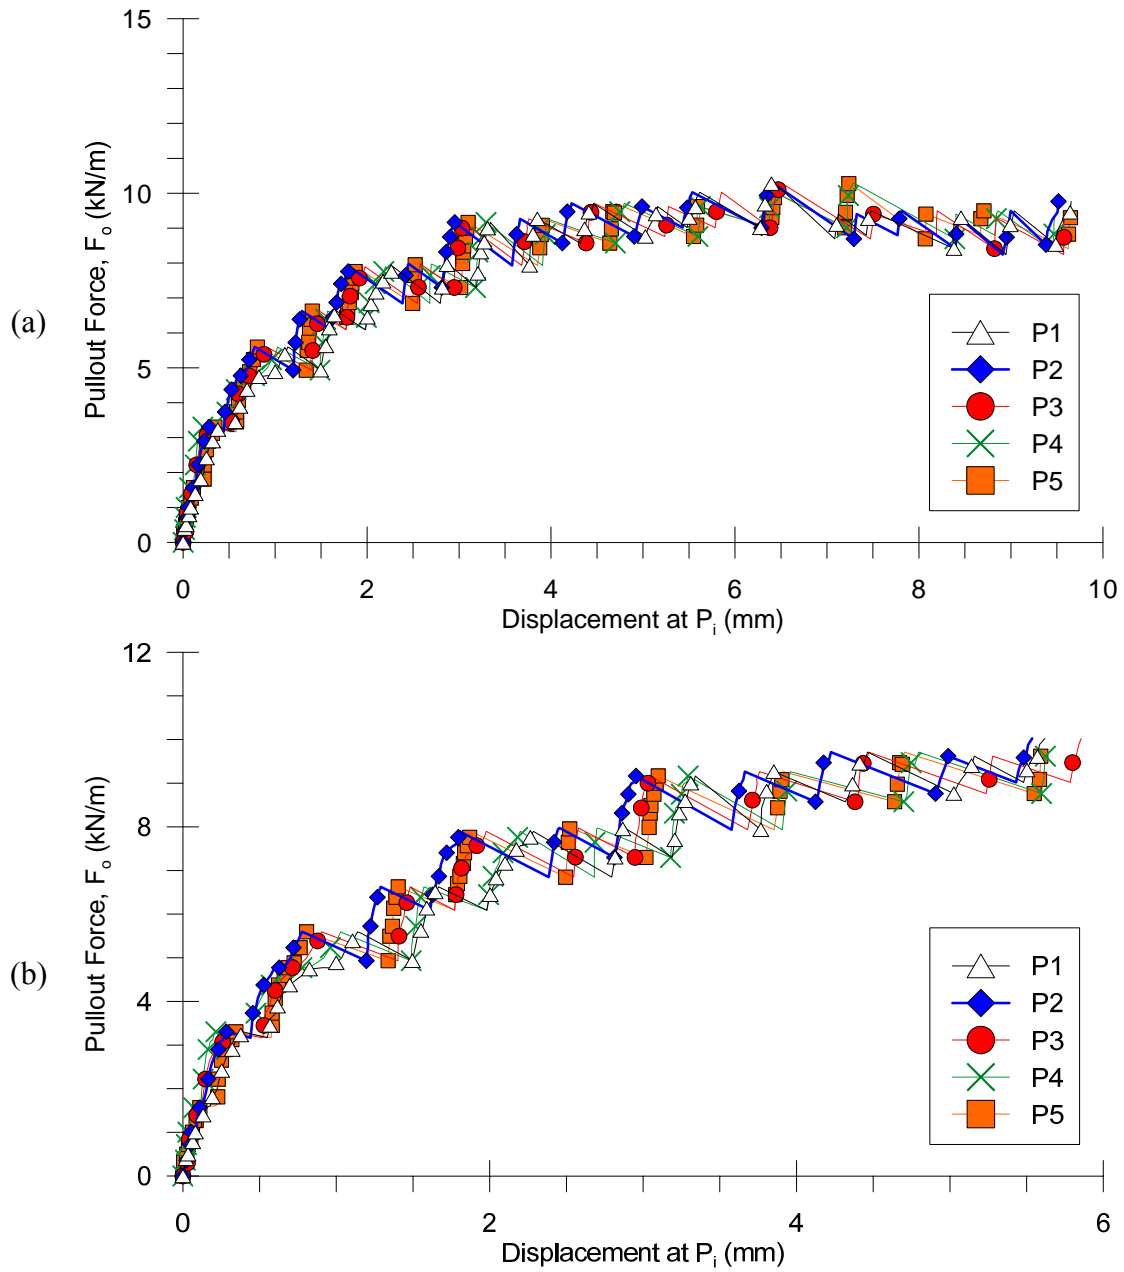 15
10
5
0
Pullout Force, F_o (kN/m)
(a)
P1
P2
P3
P4
P5
0 2 4 6 8 10
Displacement at P_i (mm)
12
8
4
0
Pullout Force, F_o (kN/m)
(b)
P1
P2
P3
P4
P5
0 2 4 6
Displacement at P_i (mm)